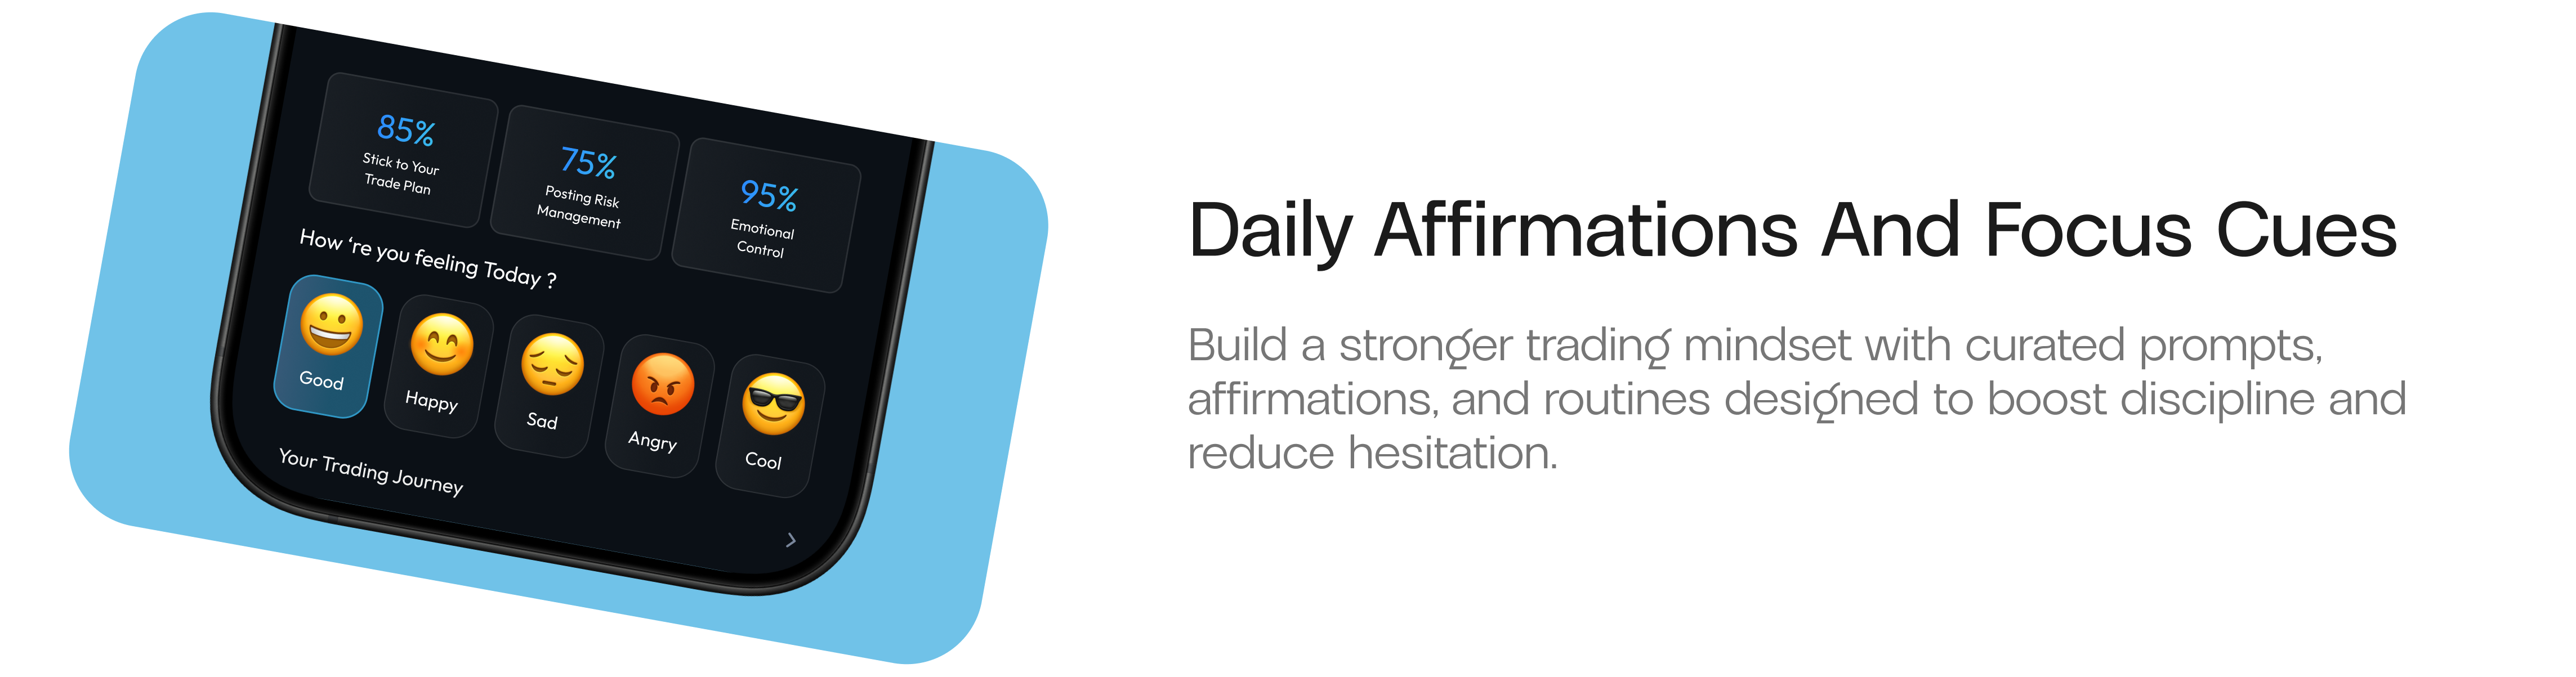 85%
Stick to Your
Trade Plan
75%
Posting Risk
Management
95%
Emotional
Control
How ‘re you feeling Today ?
Good
Happy
Sad
Angry
Cool
Your Trading Journey
Daily Affirmations And Focus Cues
Build a stronger trading mindset with curated prompts,
affirmations, and routines designed to boost discipline and
reduce hesitation.